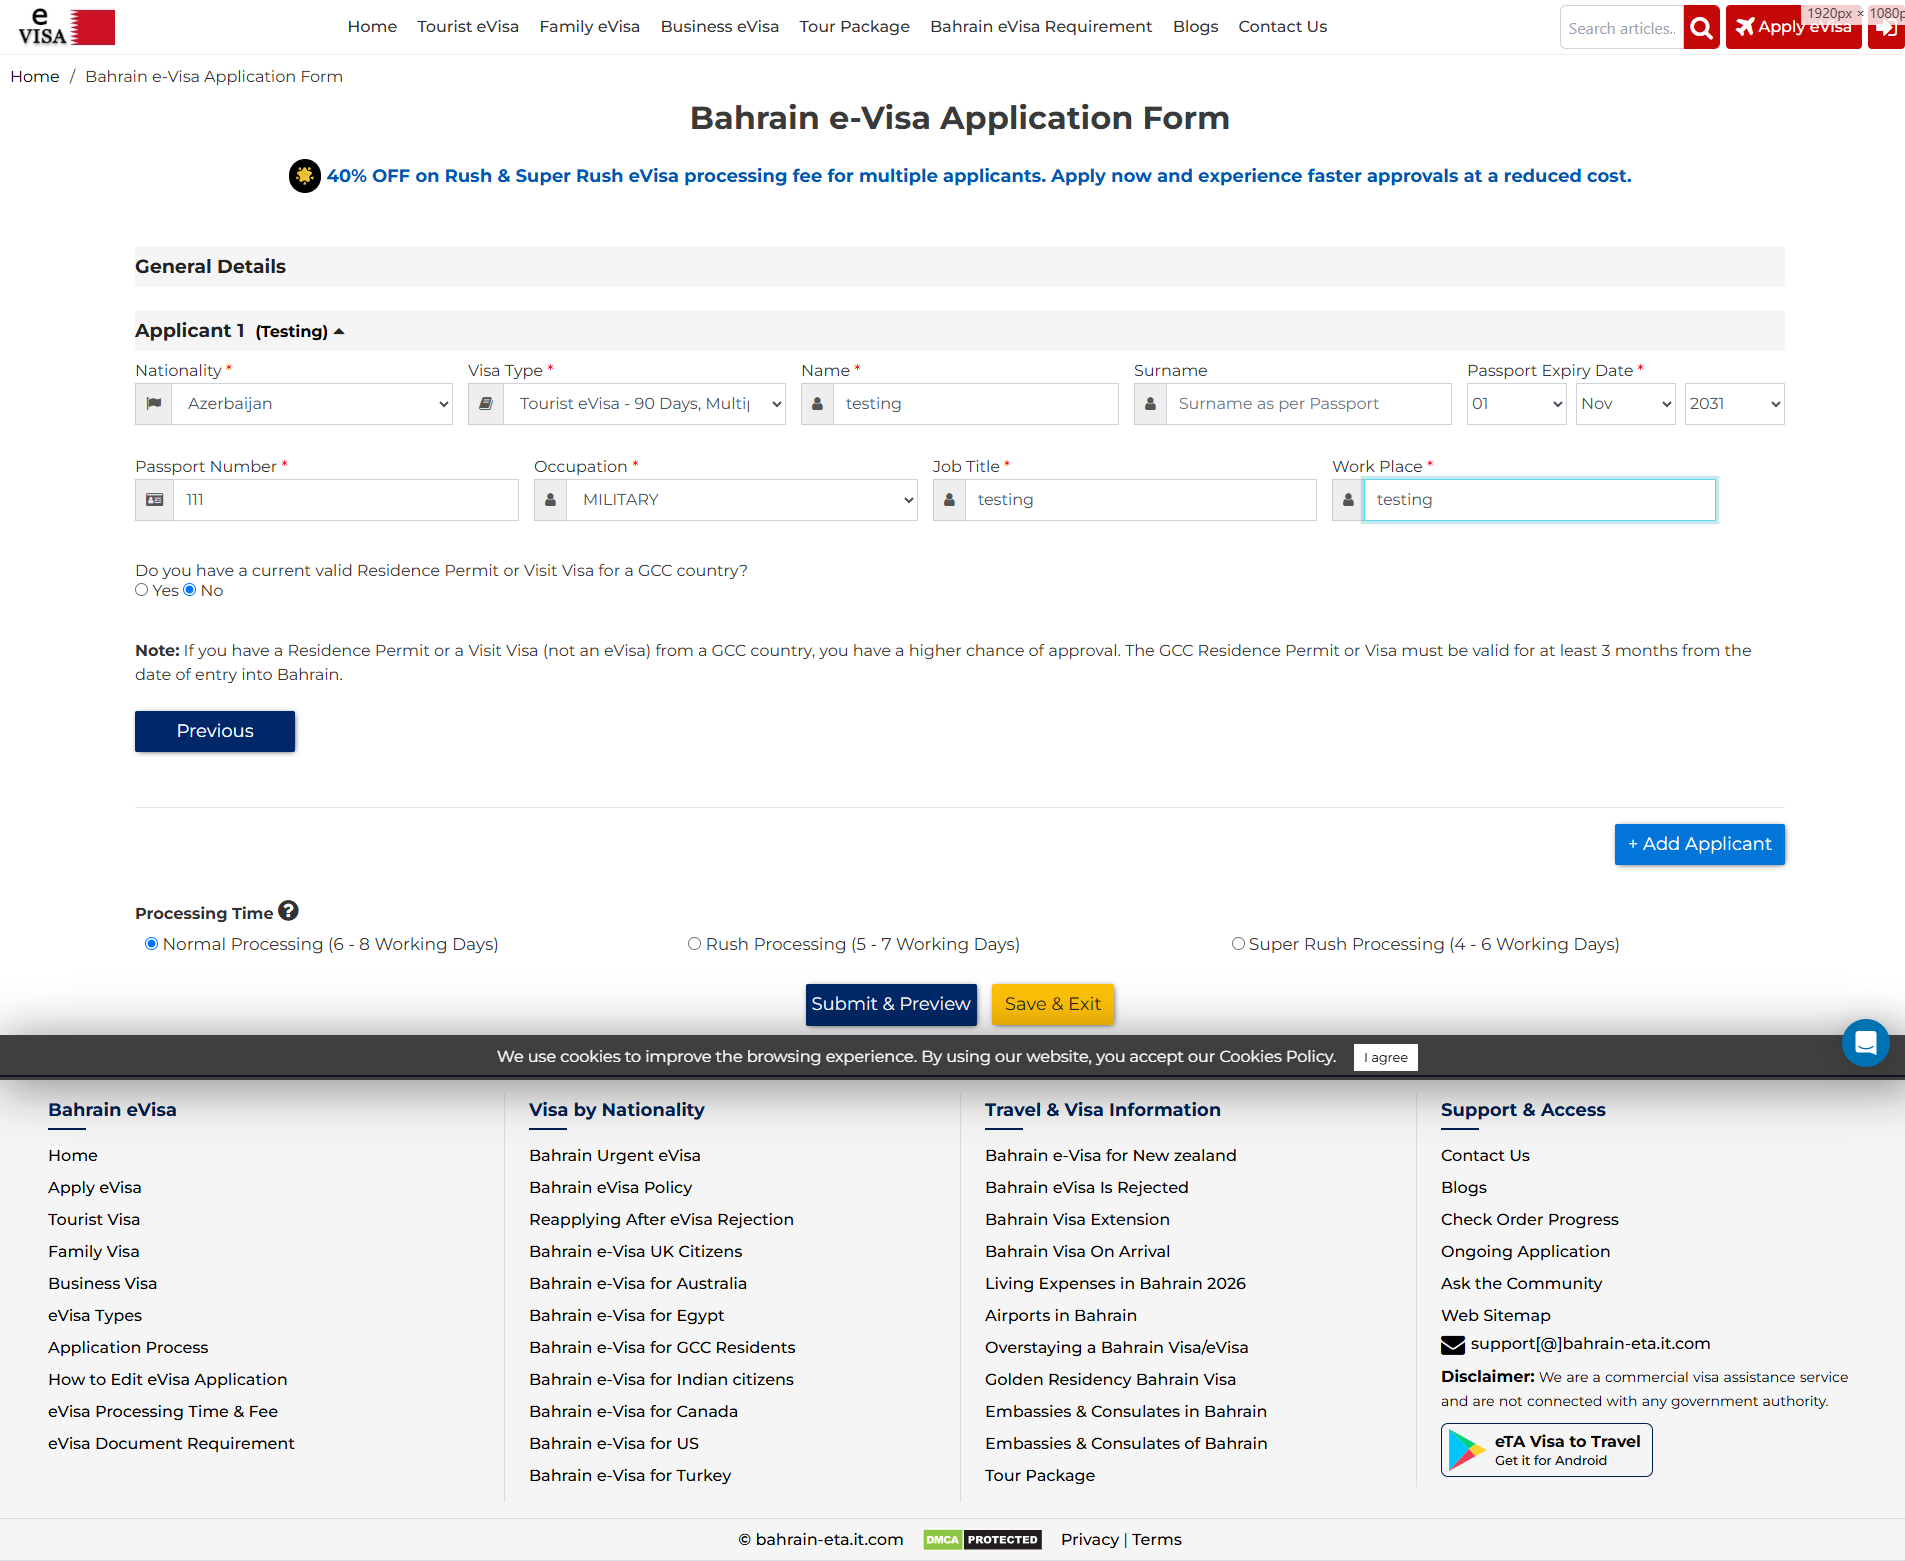 e
VISA
Home Tourist eVisa Family eVisa Business eVisa Tour Package Bahrain eVisa Requirement Blogs Contact Us
Search articles..
Apply eVisa
1920px × 1080p
Home / Bahrain e-Visa Application Form
Bahrain e-Visa Application Form
40% OFF on Rush & Super Rush eVisa processing fee for multiple applicants. Apply now and experience faster approvals at a reduced cost.
General Details
Applicant 1 (Testing)
Nationality * Visa Type * Name * Surname Passport Expiry Date *
Azerbaijan Tourist eVisa - 90 Days, Multip testing Surname as per Passport 01 Nov 2031
Passport Number * Occupation * Job Title * Work Place *
111 MILITARY testing testing
Do you have a current valid Residence Permit or Visit Visa for a GCC country?
Yes No
Note: If you have a Residence Permit or a Visit Visa (not an eVisa) from a GCC country, you have a higher chance of approval. The GCC Residence Permit or Visa must be valid for at least 3 months from the
date of entry into Bahrain.
Previous
+ Add Applicant
Processing Time ?
Normal Processing (6 - 8 Working Days) Rush Processing (5 - 7 Working Days) Super Rush Processing (4 - 6 Working Days)
Submit & Preview Save & Exit
We use cookies to improve the browsing experience. By using our website, you accept our Cookies Policy. I agree
Bahrain eVisa
Home
Apply eVisa
Tourist Visa
Family Visa
Business Visa
eVisa Types
Application Process
How to Edit eVisa Application
eVisa Processing Time & Fee
eVisa Document Requirement
Visa by Nationality
Bahrain Urgent eVisa
Bahrain eVisa Policy
Reapplying After eVisa Rejection
Bahrain e-Visa UK Citizens
Bahrain e-Visa for Australia
Bahrain e-Visa for Egypt
Bahrain e-Visa for GCC Residents
Bahrain e-Visa for Indian citizens
Bahrain e-Visa for Canada
Bahrain e-Visa for US
Bahrain e-Visa for Turkey
Travel & Visa Information
Bahrain e-Visa for New zealand
Bahrain eVisa Is Rejected
Bahrain Visa Extension
Bahrain Visa On Arrival
Living Expenses in Bahrain 2026
Airports in Bahrain
Overstaying a Bahrain Visa/eVisa
Golden Residency Bahrain Visa
Embassies & Consulates in Bahrain
Embassies & Consulates of Bahrain
Tour Package
Support & Access
Contact Us
Blogs
Check Order Progress
Ongoing Application
Ask the Community
Web Sitemap
support[@]bahrain-eta.it.com
Disclaimer: We are a commercial visa assistance service
and are not connected with any government authority.
eTA Visa to Travel
Get it for Android
© bahrain-eta.it.com DMCA PROTECTED Privacy | Terms